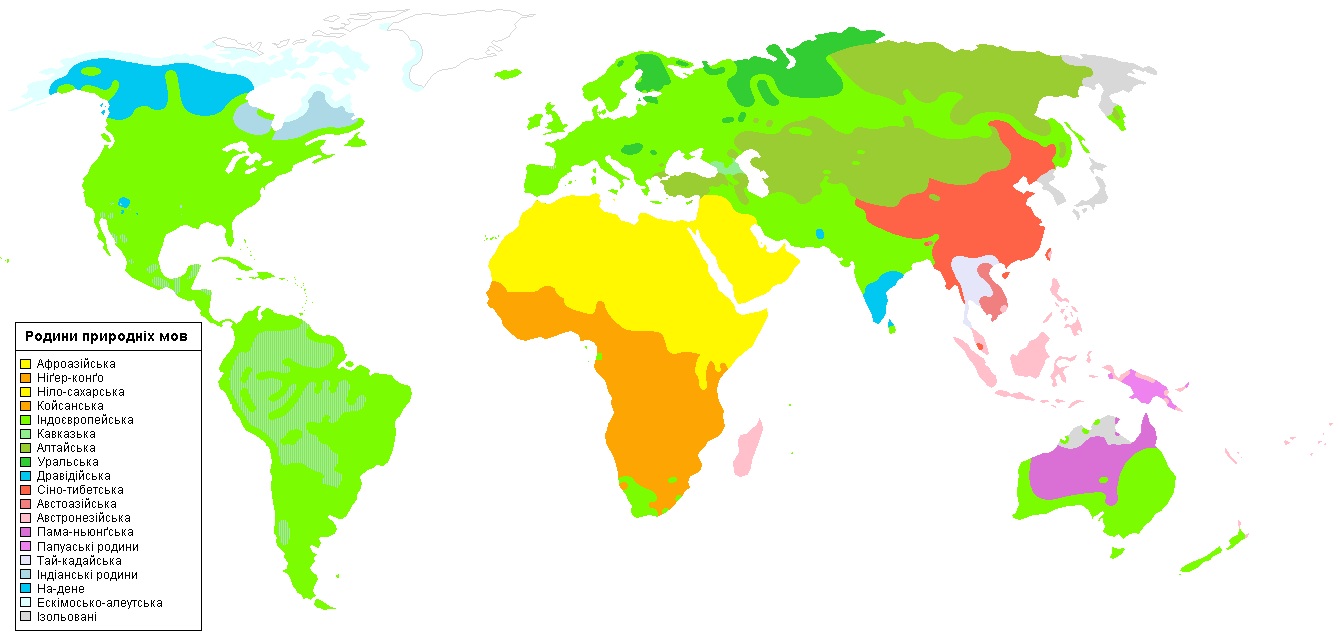 Родини природніх мов
Афроазійська
Ніґер-конґо
Ніло-сахарська
Койсанська
Індоєвропейська
Кавказька
Алтайська
Уральська
Дравідійська
Сіно-тибетська
Австоазійська
Австронезійська
Пама-ньюнґська
Папуаські родини
Тай-кадайська
Індіанські родини
На-дене
Ескімосько-алеутська
Ізольовані